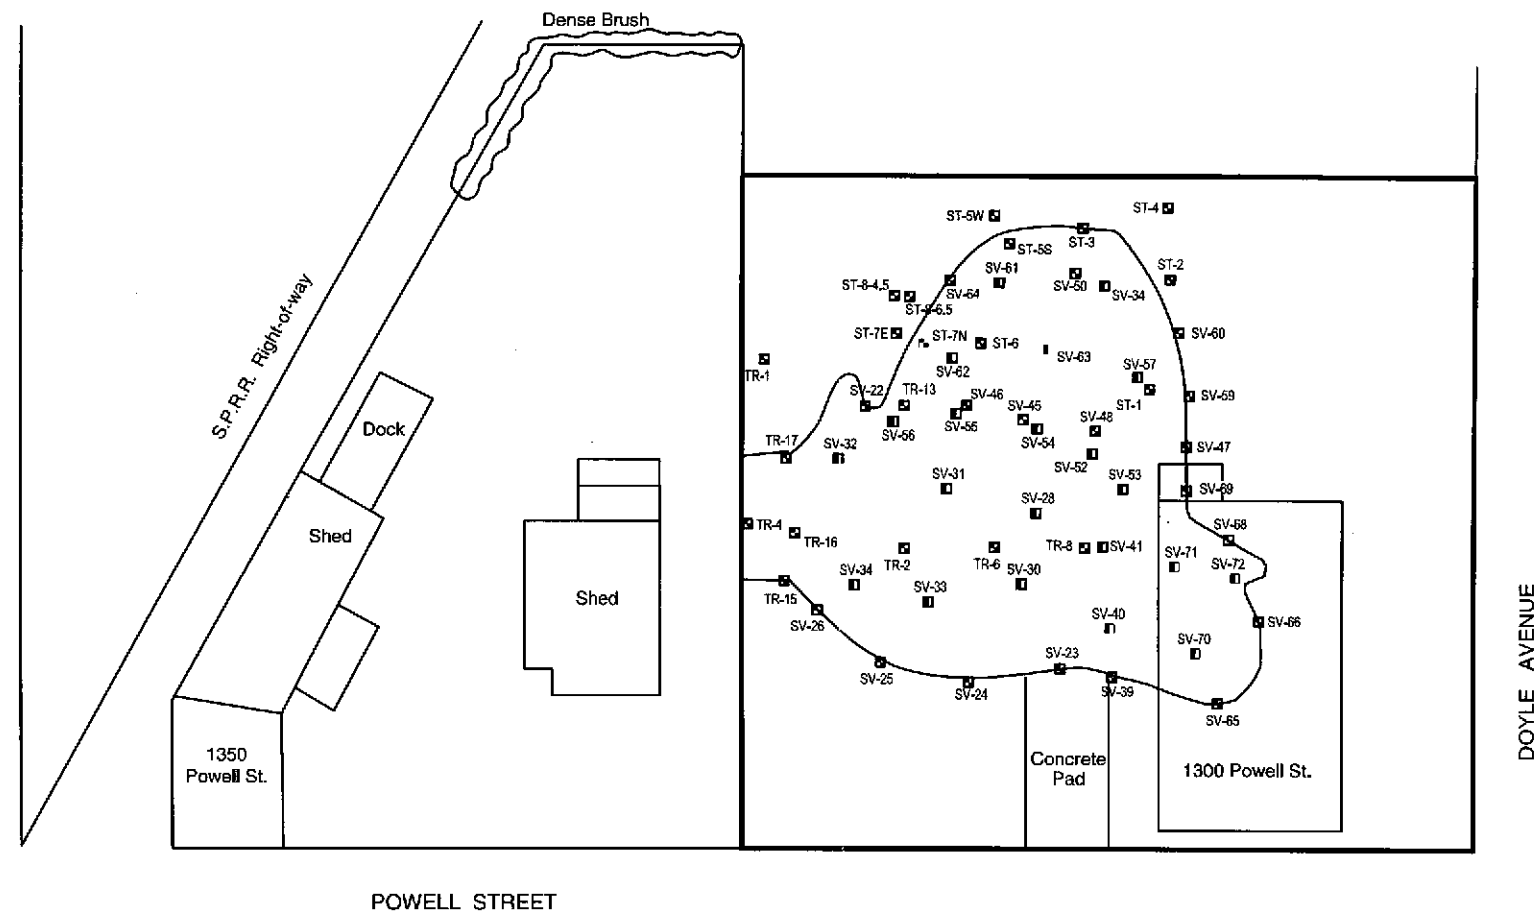 Dense Brush
ST-5W
ST-4
ST-3
ST-5S
SV-61
ST-2
ST-8-4.5
SV-64
SV-50
SV-34
ST-8-6.5
S.P.R.R. Right-of-way
ST-7E
ST-7N
ST-6
SV-60
SV-63
TR-1
SV-62
SV-57
SV-22
TR-13
SV-46
ST-1
SV-59
SV-45
SV-48
Dock
SV-56
SV-55
SV-54
TR-17
SV-32
SV-47
SV-52
SV-31
SV-53
SV-69
SV-28
TR-4
Shed
TR-16
SV-68
TR-2
TR-6
TR-8
SV-41
SV-71
SV-72
SV-34
SV-30
SV-33
TR-15
Shed
SV-26
SV-40
SV-66
SV-70
SV-23
SV-25
SV-24
SV-39
SV-65
DOYLE AVENUE
1350
Powell St.
Concrete
Pad
1300 Powell St.
POWELL STREET